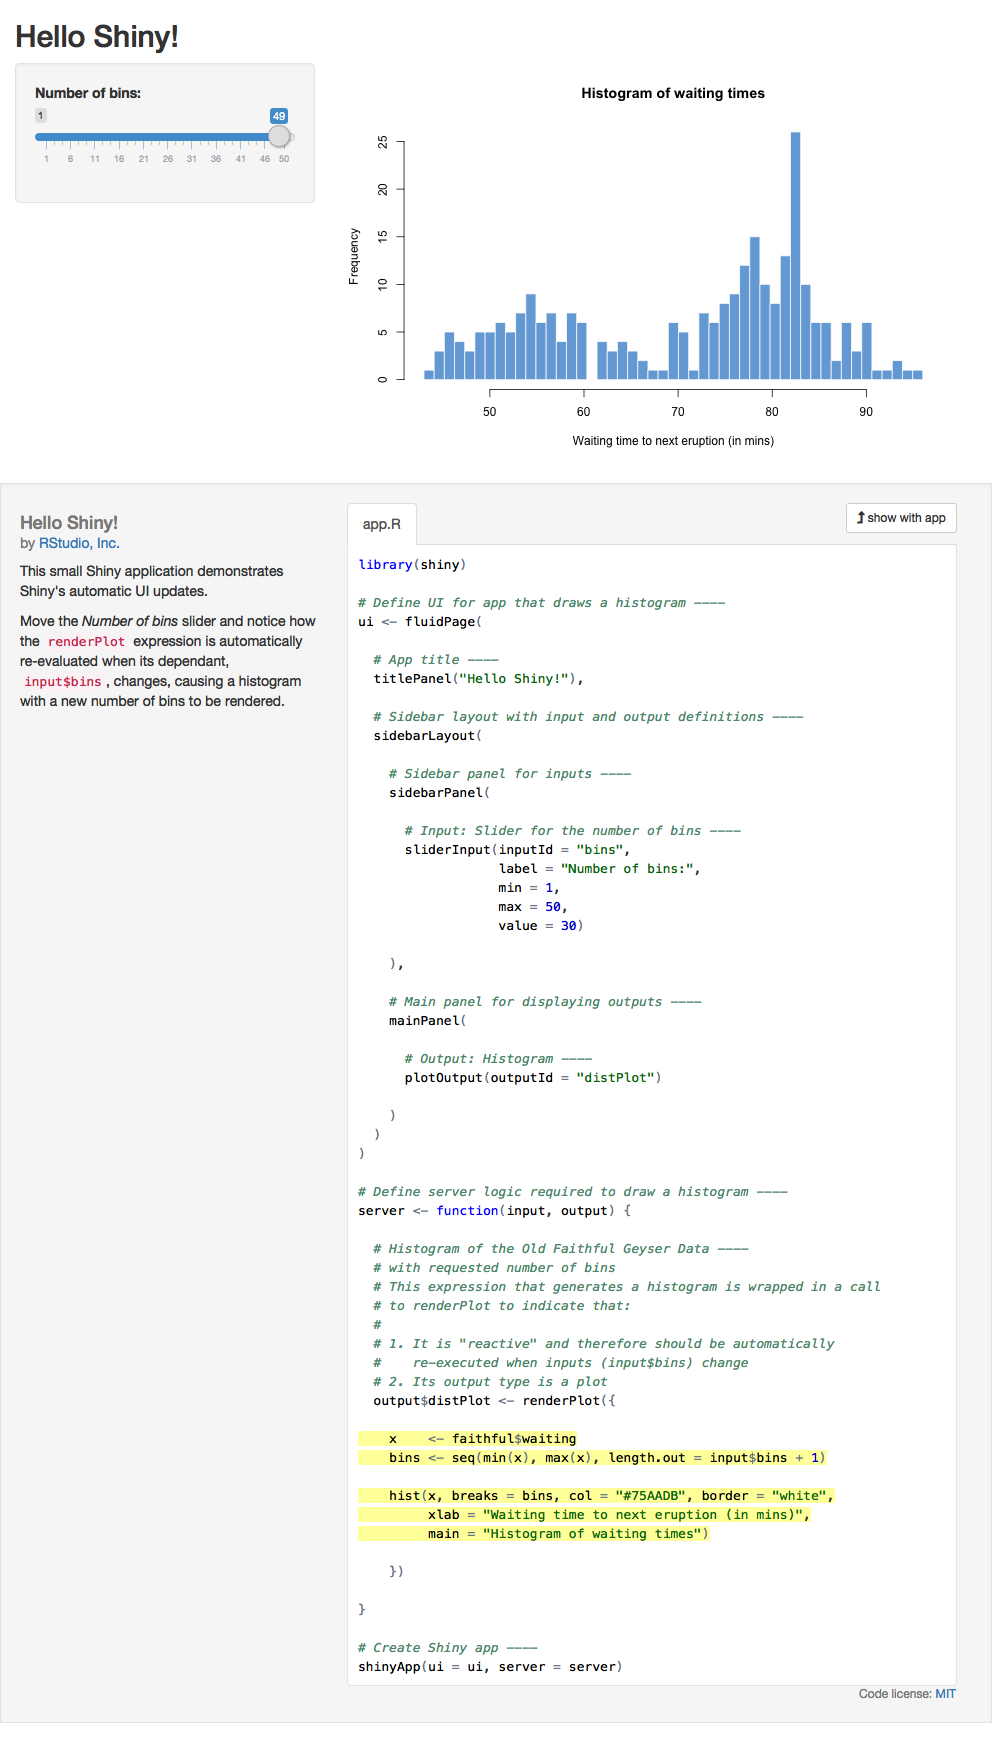 Hello Shiny!
Number of bins:
1
49
1 6 11 16 21 26 31 36 41 46 50
Histogram of waiting times
Frequency
25
20
15
10
5
0
50 60 70 80 90
Waiting time to next eruption (in mins)
Hello Shiny!
by RStudio, Inc.
This small Shiny application demonstrates
Shiny's automatic UI updates.
Move the Number of bins slider and notice how
the renderPlot expression is automatically
re-evaluated when its dependant,
input$bins , changes, causing a histogram
with a new number of bins to be rendered.
app.R
show with app
library(shiny)
# Define UI for app that draws a histogram ----
ui <- fluidPage(
  # App title ----
  titlePanel("Hello Shiny!"),
  # Sidebar layout with input and output definitions ----
  sidebarLayout(
    # Sidebar panel for inputs ----
    sidebarPanel(
      # Input: Slider for the number of bins ----
      sliderInput(inputId = "bins",
                  label = "Number of bins:",
                  min = 1,
                  max = 50,
                  value = 30)
    ),
    # Main panel for displaying outputs ----
    mainPanel(
      # Output: Histogram ----
      plotOutput(outputId = "distPlot")
    )
  )
)
# Define server logic required to draw a histogram ----
server <- function(input, output) {
  # Histogram of the Old Faithful Geyser Data ----
  # with requested number of bins
  # This expression that generates a histogram is wrapped in a call
  # to renderPlot to indicate that:
  #
  # 1. It is "reactive" and therefore should be automatically
  #    re-executed when inputs (input$bins) change
  # 2. Its output type is a plot
  output$distPlot <- renderPlot({
    x    <- faithful$waiting
    bins <- seq(min(x), max(x), length.out = input$bins + 1)
    hist(x, breaks = bins, col = "#75AADB", border = "white",
         xlab = "Waiting time to next eruption (in mins)",
         main = "Histogram of waiting times")
    })
}
# Create Shiny app ----
shinyApp(ui = ui, server = server)
Code license: MIT